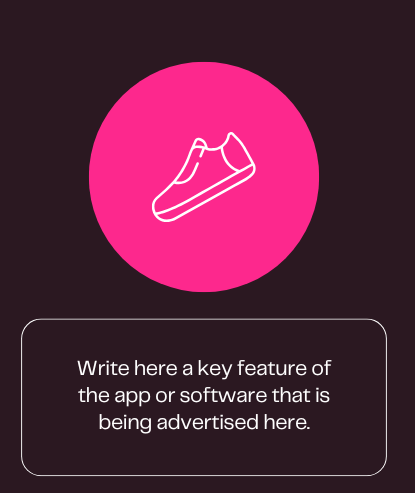 Write here a key feature of
the app or software that is
being advertised here.